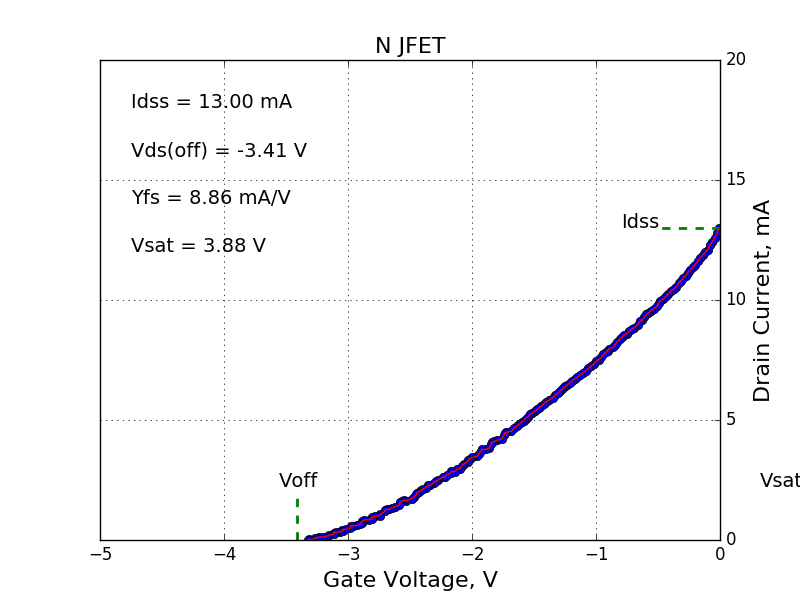 N JFET
Idss = 13.00 mA
Vds(off) = -3.41 V
Yfs = 8.86 mA/V
Vsat = 3.88 V
Idss
Voff
Vsat
20
15
10
5
0
Drain Current, mA
−5 −4 −3 −2 −1 0
Gate Voltage, V